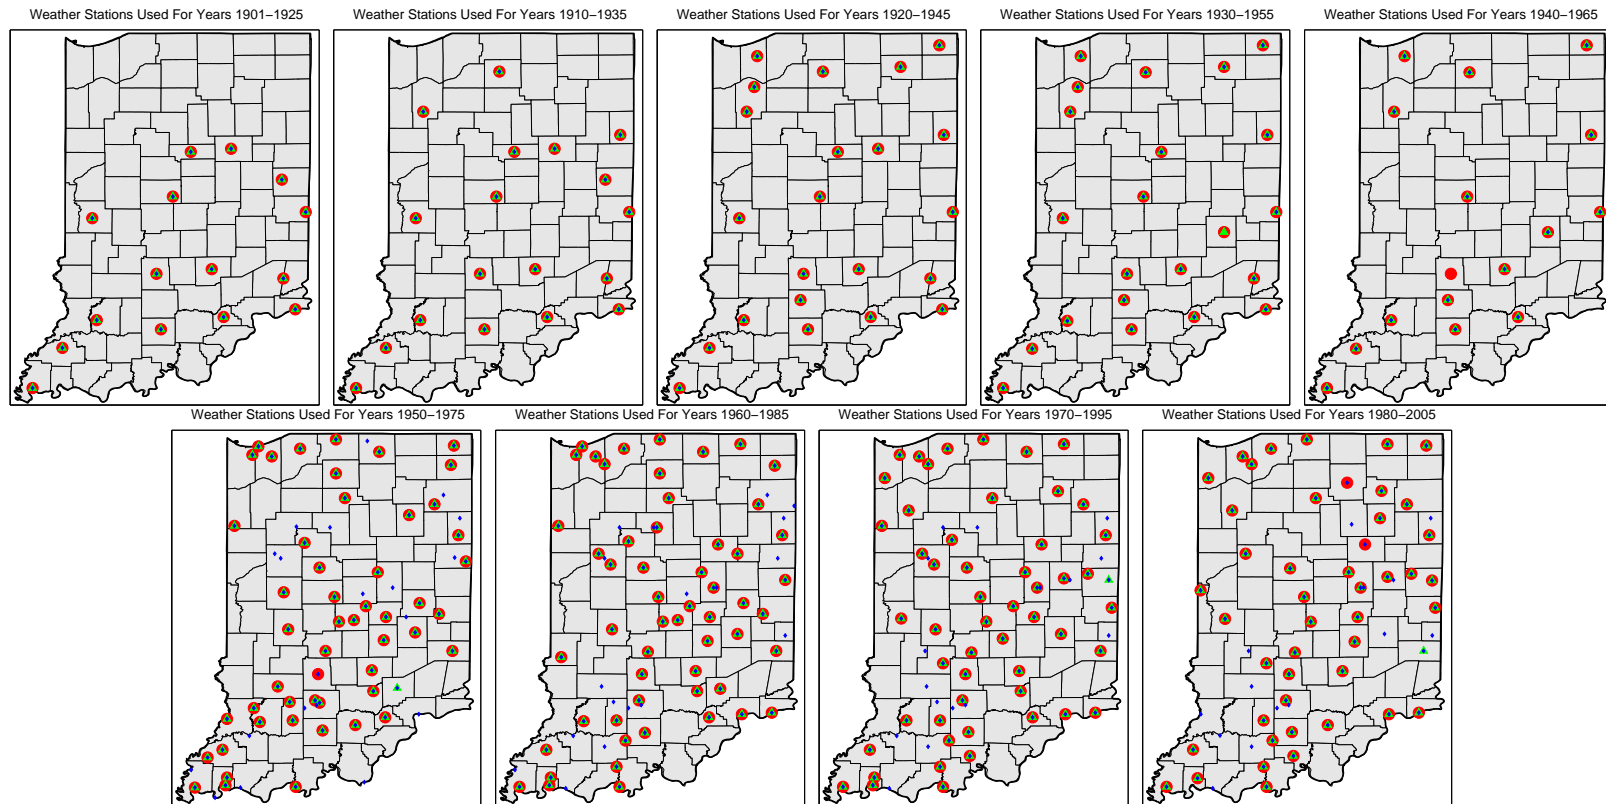 Weather Stations Used For Years 1901−1925
Weather Stations Used For Years 1910−1935
Weather Stations Used For Years 1920−1945
Weather Stations Used For Years 1930−1955
Weather Stations Used For Years 1940−1965
Weather Stations Used For Years 1950−1975
Weather Stations Used For Years 1960−1985
Weather Stations Used For Years 1970−1995
Weather Stations Used For Years 1980−2005